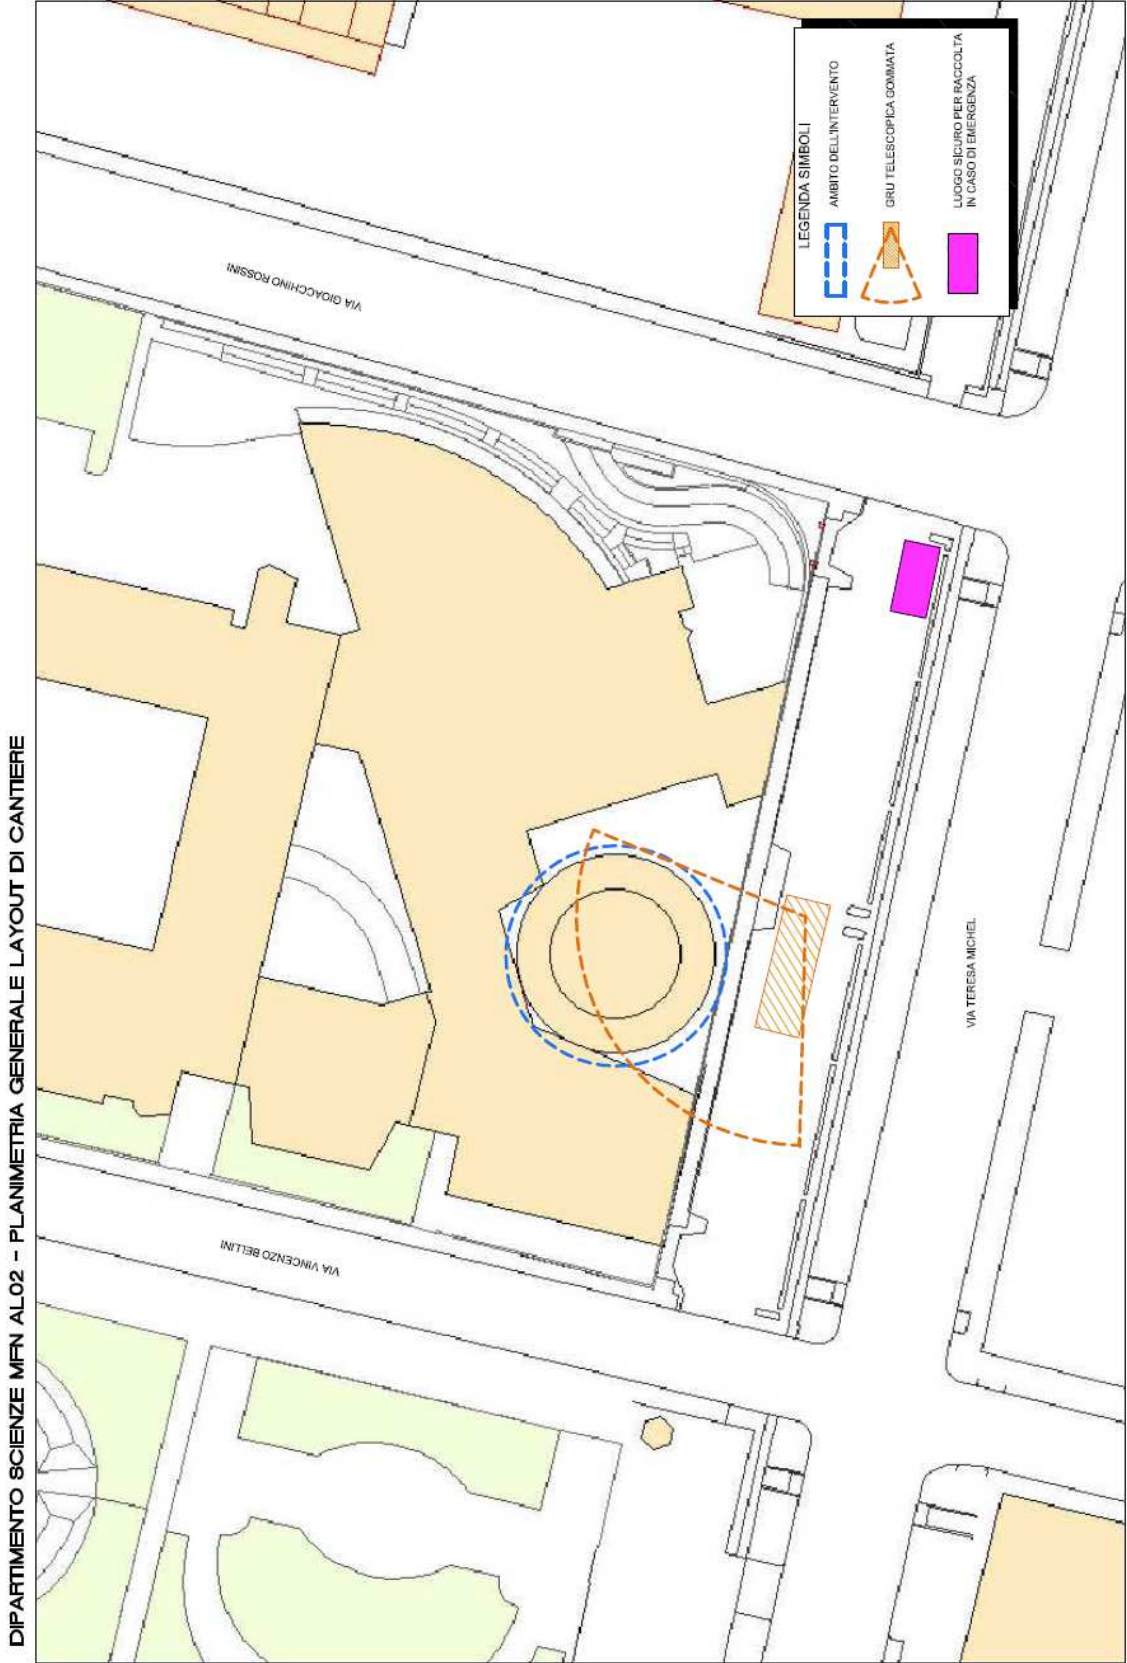 DIPARTIMENTO SCIENZE MFN AL02 - PLANIMETRIA GENERALE LAYOUT DI CANTIERE
VIA VINCENZO BELLINI
VIA GIOACCHINO ROSSINI
VIA TERESA MICHEL
LEGENDA SIMBOLI
AMBITO DELL'INTERVENTO
GRU TELESCOPICA GOMMATA
LUOGO SICURO PER RACCOLTA
IN CASO DI EMERGENZA